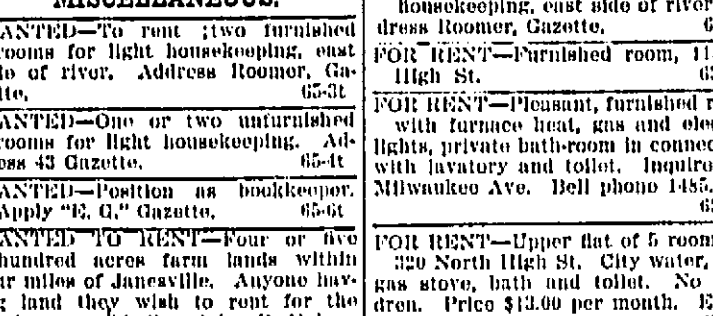 MISCELLANEOUS.
ANTED—To rent ;two furnished
rooms for light housekeeping, east
de of river. Address Roomer, Ga-
tte. 65-3t
ANTED—One or two unfurnished
rooms for light housekeeping. Ad-
ess 43 Gazette. 65-4t
ANTED—Position as bookkeeper.
Apply "E. G." Gazette. 65-6t
ANTED TO RENT—Four or five
hundred acres farm lands within
ur miles of Janesville. Anyone hav-
g land they wish to rent for the
housekeeping, east side of river
dress Roomer, Gazette. 6
FOR RENT—Furnished room, 11
High St. 6
FOR RENT—Pleasant, furnished r
with furnace heat, gas and elec
lights, private bath-room in connec
with lavatory and toilet. Inquire
Milwaukee Ave. Bell phone 1485.
6
FOR RENT—Upper flat of 5 room
320 North High St. City water,
gas stove, bath and toilet. No
dren. Price $13.00 per month. E